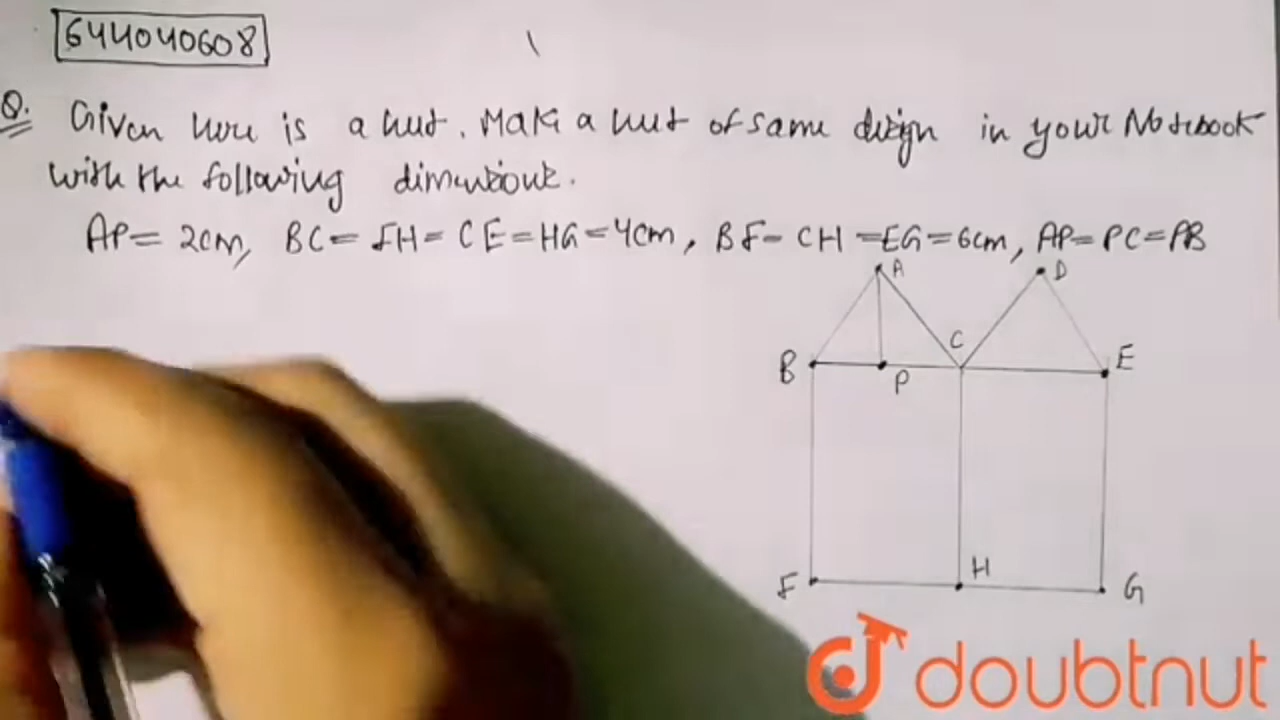 644040608
Q. Given here is a hut. Make a hut of same design in your Notebook
with the following dimensions.
AP= 2cm, BC= FH= CE=HG=4cm, BF= CH =EG=6cm, AP=PC=PB
A
D
B
P
C
E
F
H
G
doubtnut